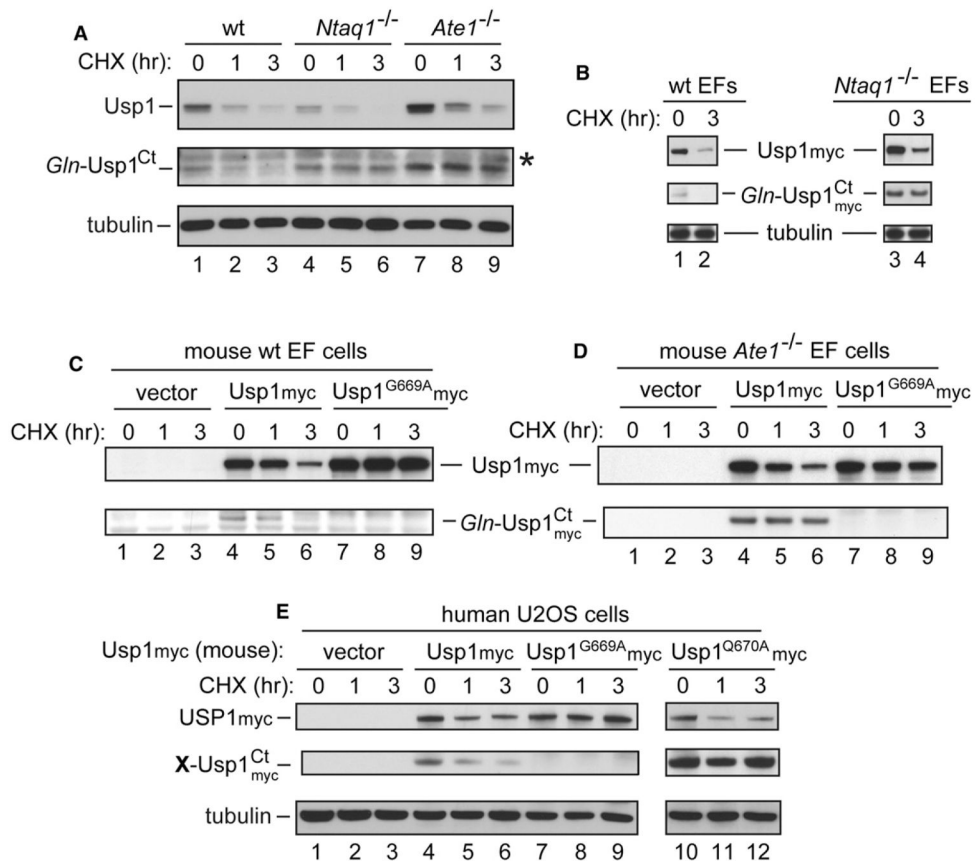 A
wt Ntaq1-/- Ate1-/-
CHX (hr): 0 1 3 0 1 3 0 1 3
Usp1
Gln-Usp1Ct *
tubulin
1 2 3 4 5 6 7 8 9
B
wt EFs Ntaq1-/- EFs
CHX (hr): 0 3 0 3
Usp1myc
Gln-Usp1Ctmyc
tubulin
1 2 3 4
C
mouse wt EF cells
vector Usp1myc Usp1G669Amyc
CHX (hr): 0 1 3 0 1 3 0 1 3
Usp1myc
Gln-Usp1Ctmyc
1 2 3 4 5 6 7 8 9
D
mouse Ate1-/- EF cells
vector Usp1myc Usp1G669Amyc
CHX (hr): 0 1 3 0 1 3 0 1 3
1 2 3 4 5 6 7 8 9
E
human U2OS cells
Usp1myc (mouse): vector Usp1myc Usp1G669Amyc Usp1Q670Amyc
CHX (hr): 0 1 3 0 1 3 0 1 3 0 1 3
USP1myc
X-Usp1Ctmyc
tubulin
1 2 3 4 5 6 7 8 9 10 11 12